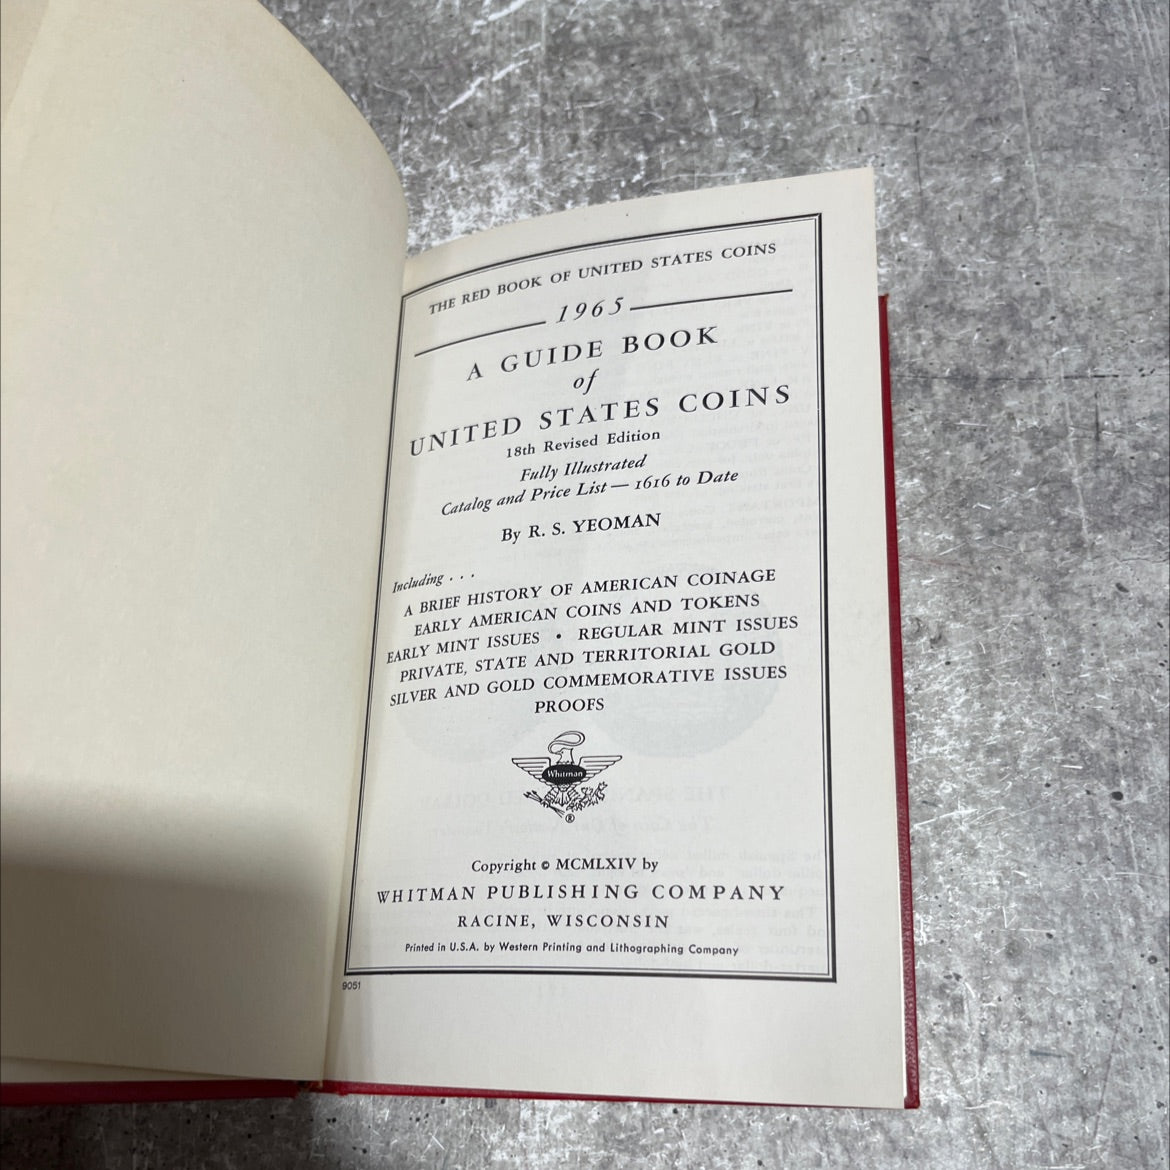 THE RED BOOK OF UNITED STATES COINS
1965
A GUIDE BOOK
of
UNITED STATES COINS
18th Revised Edition
Fully Illustrated
Catalog and Price List — 1616 to Date
By R. S. YEOMAN
Including . . .
A BRIEF HISTORY OF AMERICAN COINAGE
EARLY AMERICAN COINS AND TOKENS
EARLY MINT ISSUES • REGULAR MINT ISSUES
PRIVATE, STATE AND TERRITORIAL GOLD
SILVER AND GOLD COMMEMORATIVE ISSUES
PROOFS
Whitman
®
Copyright © MCMLXIV by
WHITMAN PUBLISHING COMPANY
RACINE, WISCONSIN
Printed in U.S.A. by Western Printing and Lithographing Company
9051